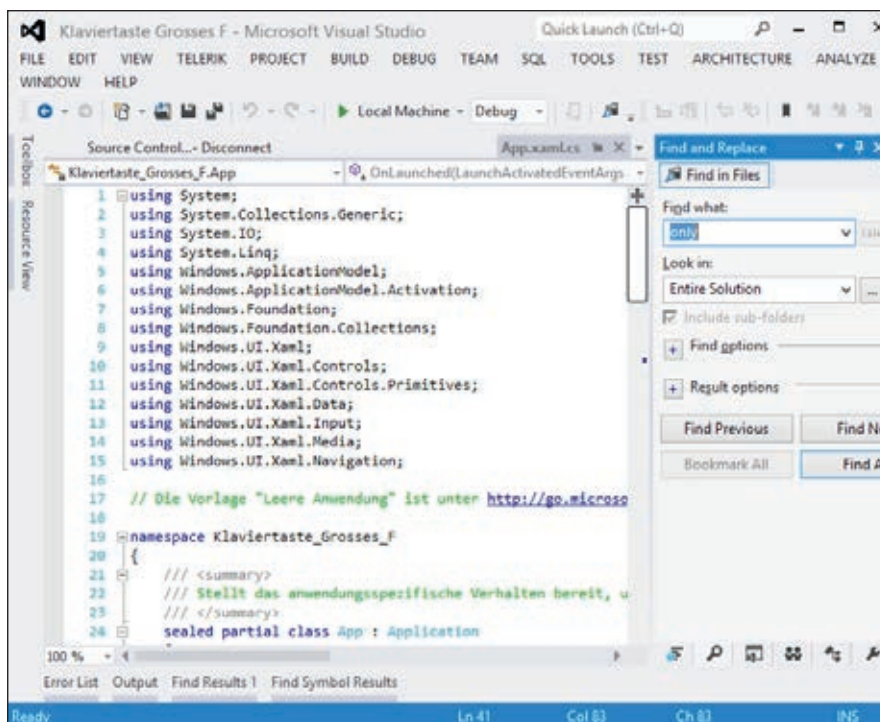 Klaviertaste Grosses F - Microsoft Visual Studio
Quick Launch (Ctrl+Q)
FILE EDIT VIEW TELERIK PROJECT BUILD DEBUG TEAM SQL TOOLS TEST ARCHITECTURE ANALYZE
WINDOW HELP
Local Machine
Debug
Toolbox
Resource View
Source Control...- Disconnect
App.xaml.cs
Klaviertaste_Grosses_F.App
OnLaunched(LaunchActivatedEventArgs
1 using System;
2 using System.Collections.Generic;
3 using System.IO;
4 using System.Linq;
5 using Windows.ApplicationModel;
6 using Windows.ApplicationModel.Activation;
7 using Windows.Foundation;
8 using Windows.Foundation.Collections;
9 using Windows.UI.Xaml;
10 using Windows.UI.Xaml.Controls;
11 using Windows.UI.Xaml.Controls.Primitives;
12 using Windows.UI.Xaml.Data;
13 using Windows.UI.Xaml.Input;
14 using Windows.UI.Xaml.Media;
15 using Windows.UI.Xaml.Navigation;
16
17 // Die Vorlage "Leere Anwendung" ist unter http://go.microso
18
19 namespace Klaviertaste_Grosses_F
20 {
21 /// <summary>
22 /// Stellt das anwendungsspezifische Verhalten bereit, u
23 /// </summary>
24 sealed partial class App : Application
100 %
Find and Replace
Find in Files
Find what:
only
Look in:
Entire Solution
...
Include sub-folders
Find options
Result options
Find Previous
Find N
Bookmark All
Find A
Error List Output Find Results 1 Find Symbol Results
Ready
Ln 41
Col 83
Ch 83
INS